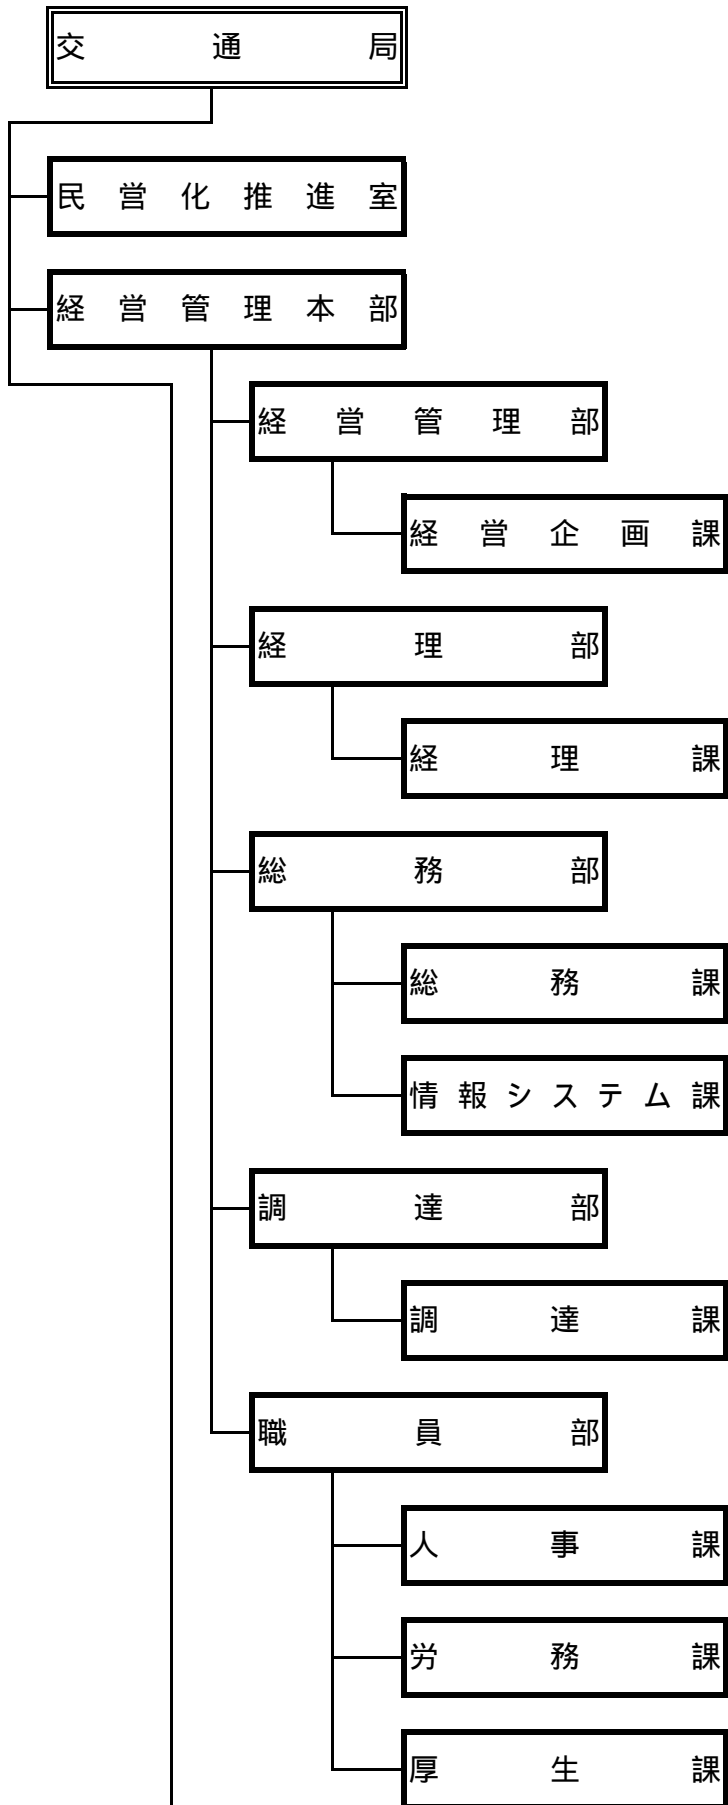 交通局
民営化推進室
経営管理本部
経営管理部
経営企画課
経理部
経理課
総務部
総務課
情報システム課
調達部
調達課
職員部
人事課
労務課
厚生課